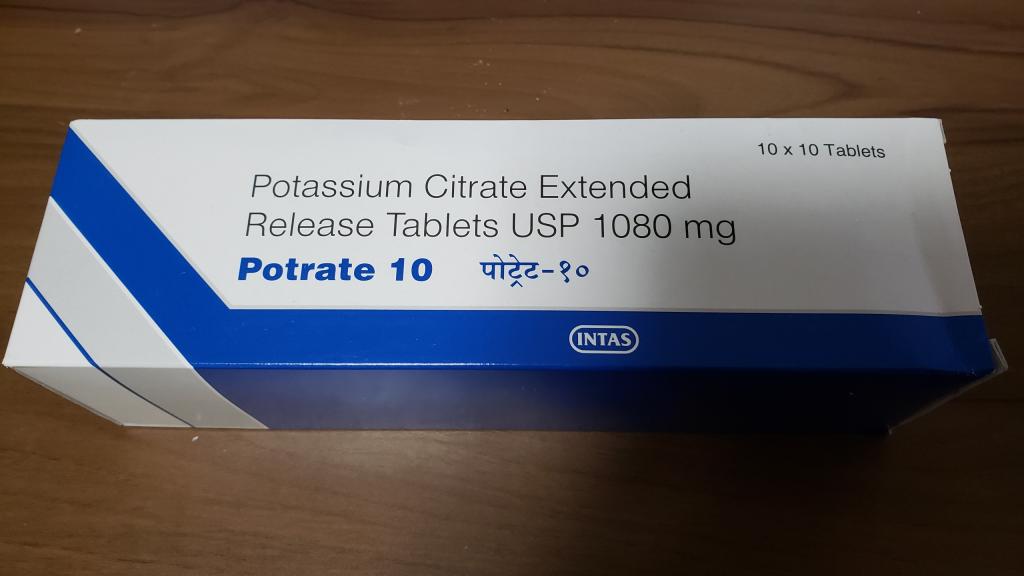 10 x 10 Tablets
Potassium Citrate Extended
Release Tablets USP 1080 mg
Potrate 10 पोट्रेट-१०
INTAS